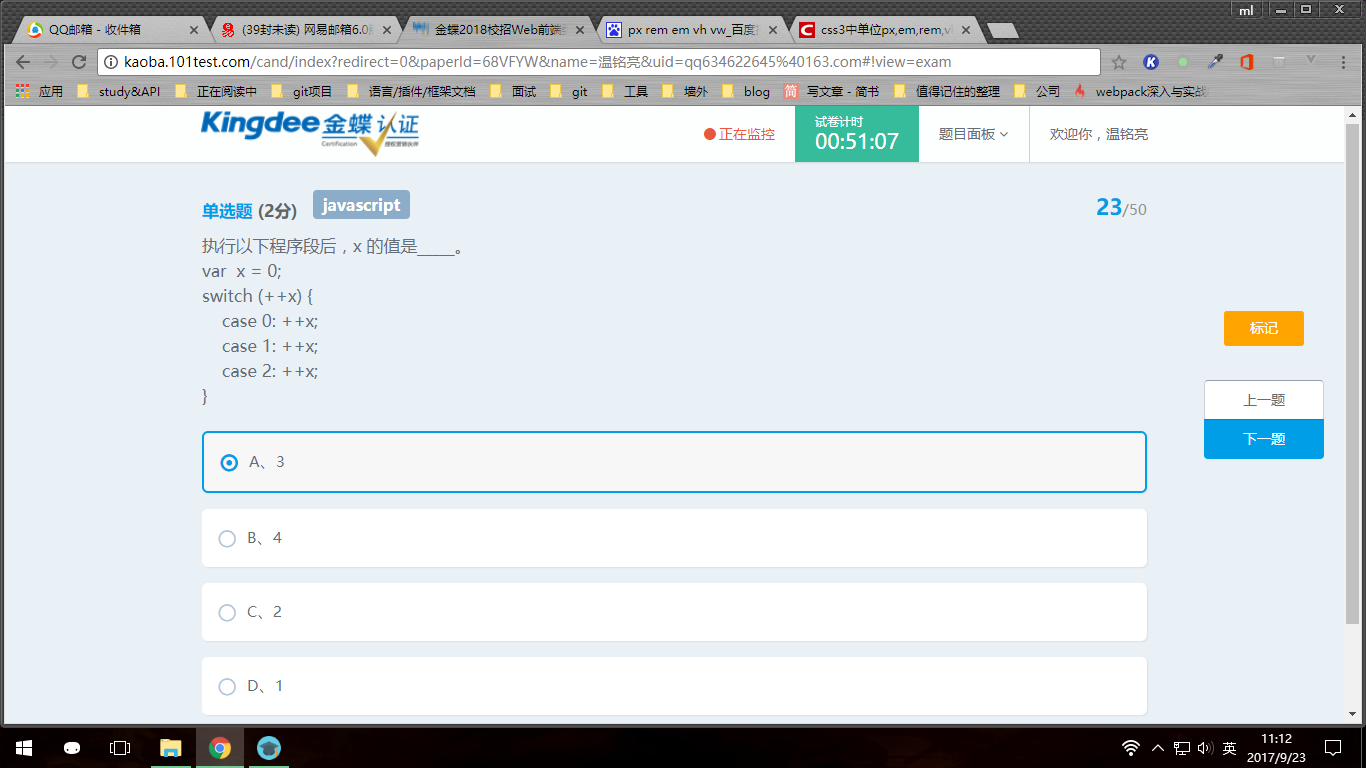 ml
QQ邮箱 - 收件箱
(39封未读) 网易邮箱6.0
金蝶2018校招Web前端
px rem em vh vw_百度
css3中单位px,em,rem,v
kaoba.101test.com/cand/index?redirect=0&paperId=68VFYW&name=温铭亮&uid=qq634622645%40163.com#!view=exam
应用 study&API 正在阅读中 git项目 语言/插件/框架文档 面试 git 工具 墙外 blog 简 写文章 - 简书 值得记住的整理 公司 webpack深入与实战
Kingdee金蝶 认证
Certification 授权营销伙伴
正在监控
试卷计时
00:51:07
题目面板
欢迎你，温铭亮
单选题 (2分) javascript
23/50
执行以下程序段后，x 的值是_____。
var  x = 0;
switch (++x) {
    case 0: ++x;
    case 1: ++x;
    case 2: ++x;
}
标记
上一题
下一题
A、3
B、4
C、2
D、1
英
11:12
2017/9/23